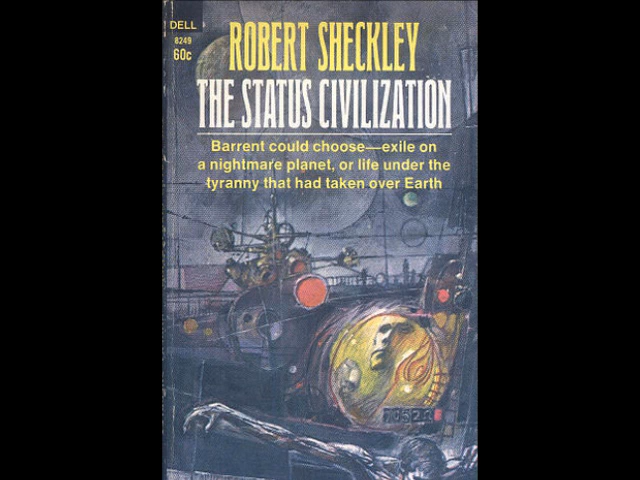 DELL
8249
60c
ROBERT SHECKLEY
THE STATUS CIVILIZATION
Barrent could choose—exile on
a nightmare planet, or life under the
tyranny that had taken over Earth